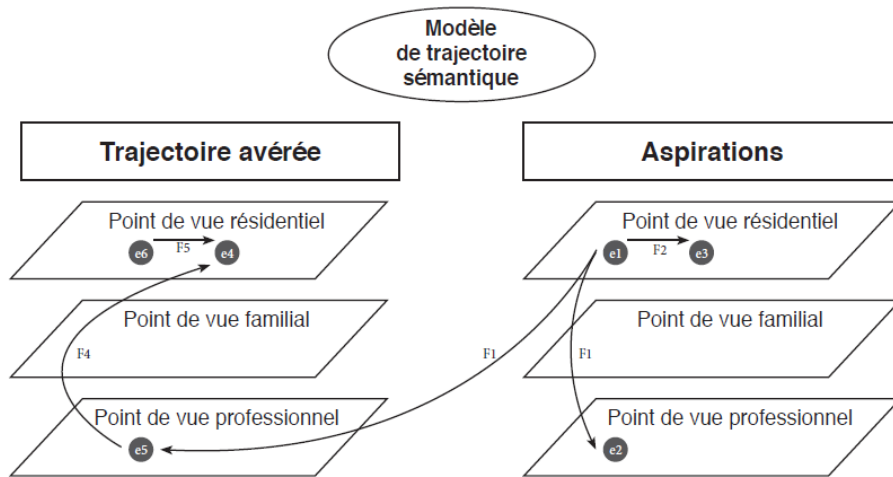 Modèle
de trajectoire
sémantique
Trajectoire avérée
Aspirations
Point de vue résidentiel
e6
F5
e4
Point de vue résidentiel
e1
F2
e3
Point de vue familial
Point de vue familial
F4
F1
F1
Point de vue professionnel
e5
Point de vue professionnel
e2